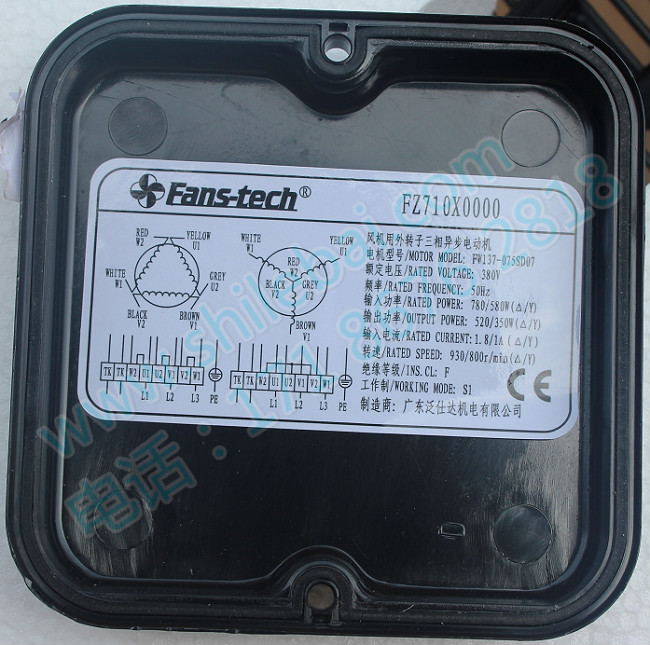 Fans-tech®
FZ710X0000
风机用外转子三相异步电动机
电机型号/MOTOR MODEL: FW137-075SD07
额定电压/RATED VOLTAGE: 380V
频率/RATED FREQUENCY: 50Hz
输入功率/RATED POWER: 780/580W(△/Y)
输出功率/OUTPUT POWER: 520/350W(△/Y)
输入电流/RATED CURRENT: 1.8/1A(△/Y)
转速/RATED SPEED: 930/800r/min(△/Y)
绝缘等级/INS.CL: F
工作制/WORKING MODE: S1
制造商: 广东泛仕达机电有限公司
CE
RED W2
YELLOW U1
WHITE W1
GREY U2
BLACK V2
BROWN V1
WHITE W1
YELLOW U1
RED W2
BLACK V2
GREY U2
BROWN V1
TK TK W2 U1 U2 V1 V2 W1
L1 L2 L3 PE
TK TK W2 U1 U2 V1 V2 W1
L1 L2 L3 PE